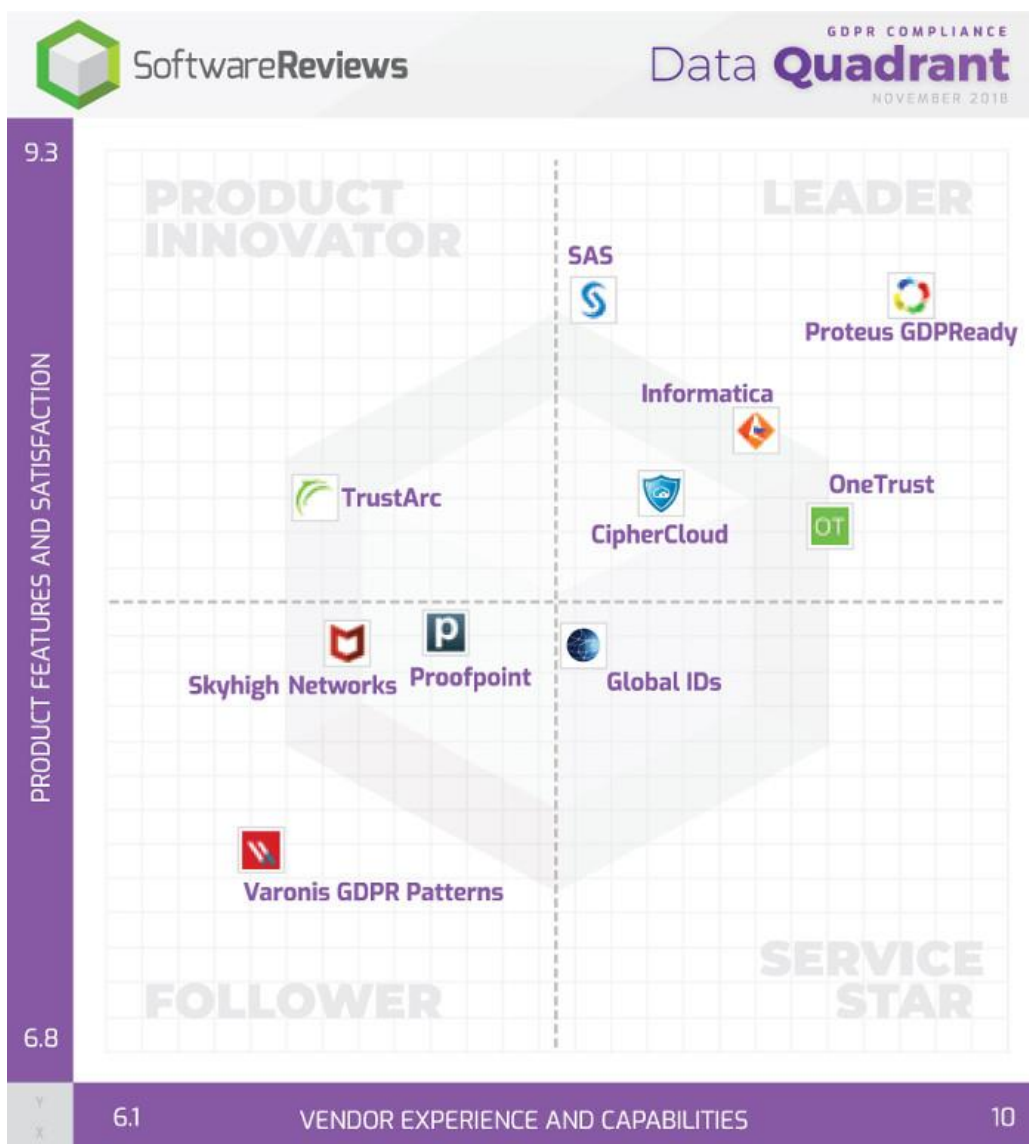 SoftwareReviews
GDPR COMPLIANCE
Data Quadrant
NOVEMBER 2018
9.3
PRODUCT FEATURES AND SATISFACTION
6.8
PRODUCT
INNOVATOR
LEADER
SAS
Proteus GDPReady
Informatica
TrustArc
OneTrust
OT
CipherCloud
p
Skyhigh Networks
Proofpoint
Global IDs
Varonis GDPR Patterns
FOLLOWER
SERVICE
STAR
Y
X
6.1
VENDOR EXPERIENCE AND CAPABILITIES
10